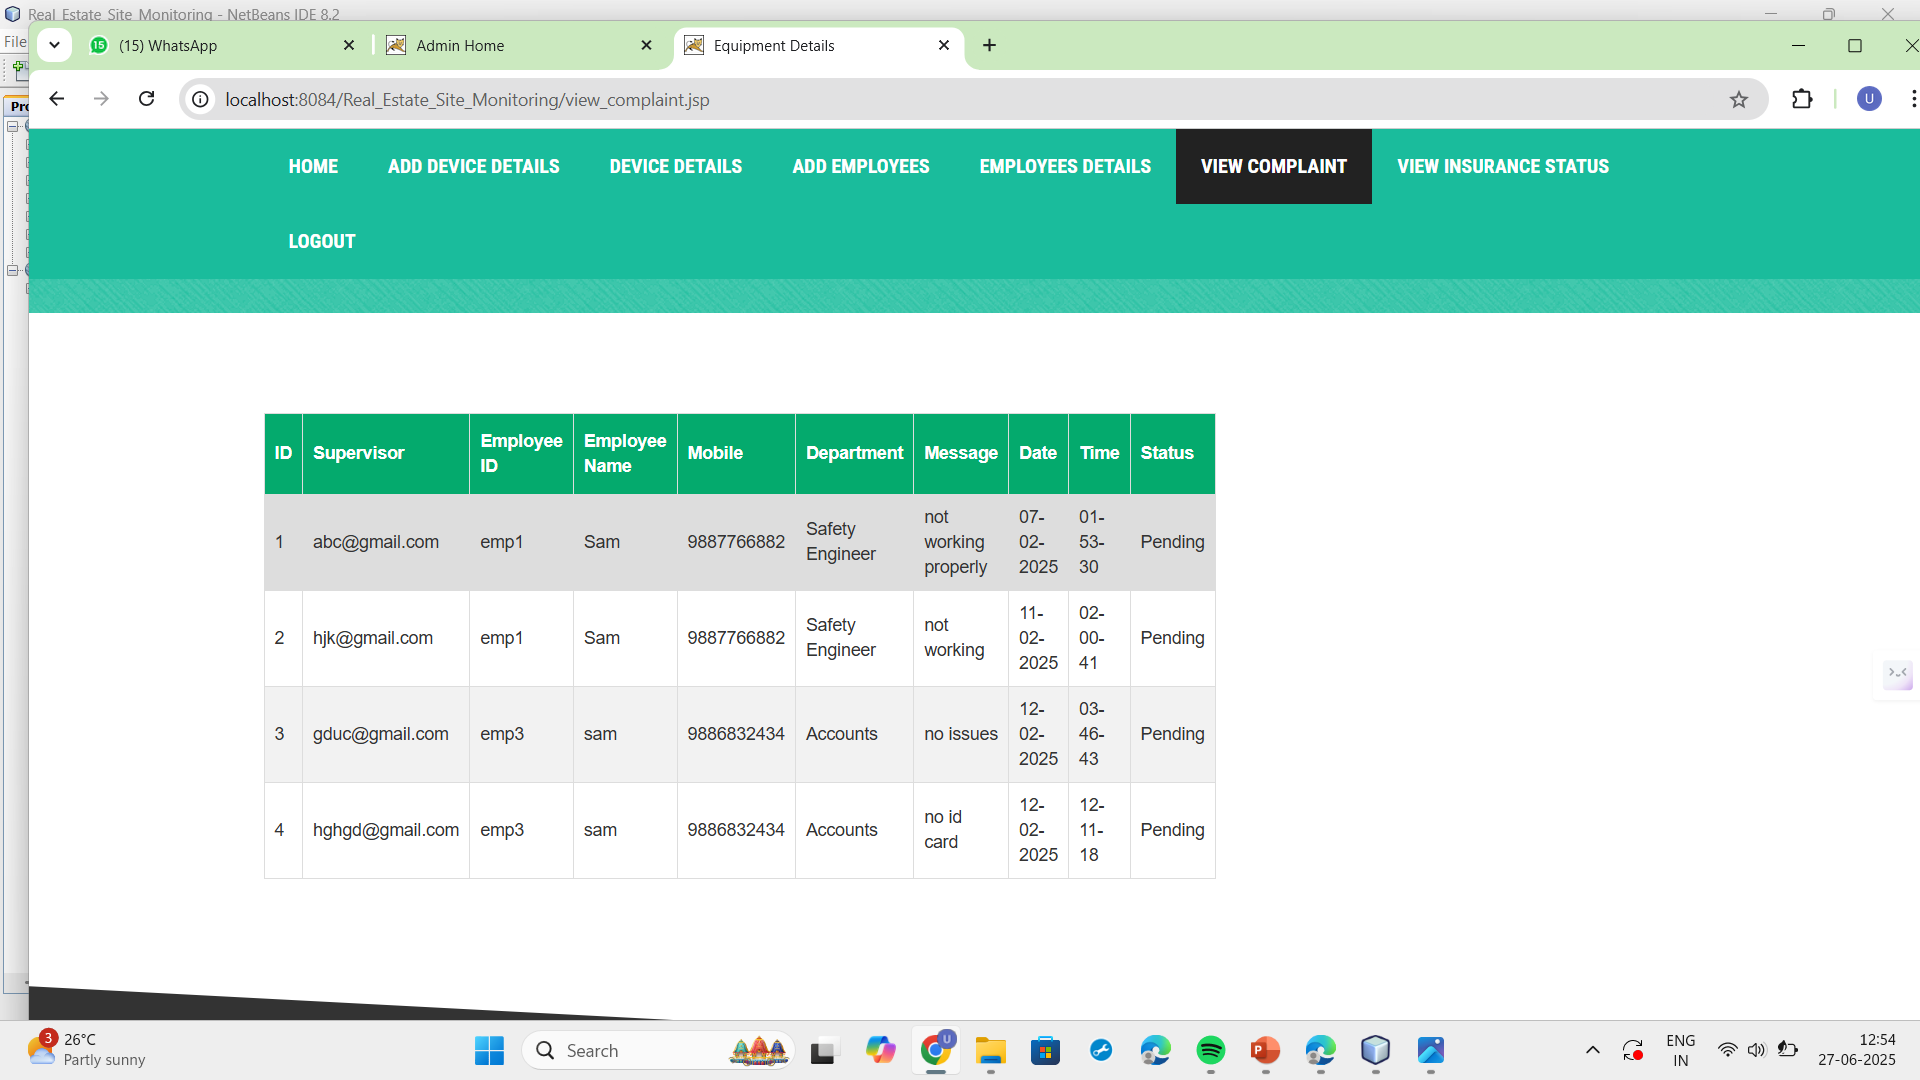 Real_Estate_Site_Monitoring - NetBeans IDE 8.2
File
(15) WhatsApp
Admin Home
Equipment Details
Pro
localhost:8084/Real_Estate_Site_Monitoring/view_complaint.jsp
U
HOME
ADD DEVICE DETAILS
DEVICE DETAILS
ADD EMPLOYEES
EMPLOYEES DETAILS
VIEW COMPLAINT
VIEW INSURANCE STATUS
LOGOUT
ID Supervisor Employee ID Employee Name Mobile Department Message Date Time Status
1 abc@gmail.com emp1 Sam 9887766882 Safety Engineer not working properly 07-02-2025 01-53-30 Pending
2 hjk@gmail.com emp1 Sam 9887766882 Safety Engineer not working 11-02-2025 02-00-41 Pending
3 gduc@gmail.com emp3 sam 9886832434 Accounts no issues 12-02-2025 03-46-43 Pending
4 hghgd@gmail.com emp3 sam 9886832434 Accounts no id card 12-02-2025 12-11-18 Pending
3
26°C
Partly sunny
Search
ENG
IN
12:54
27-06-2025